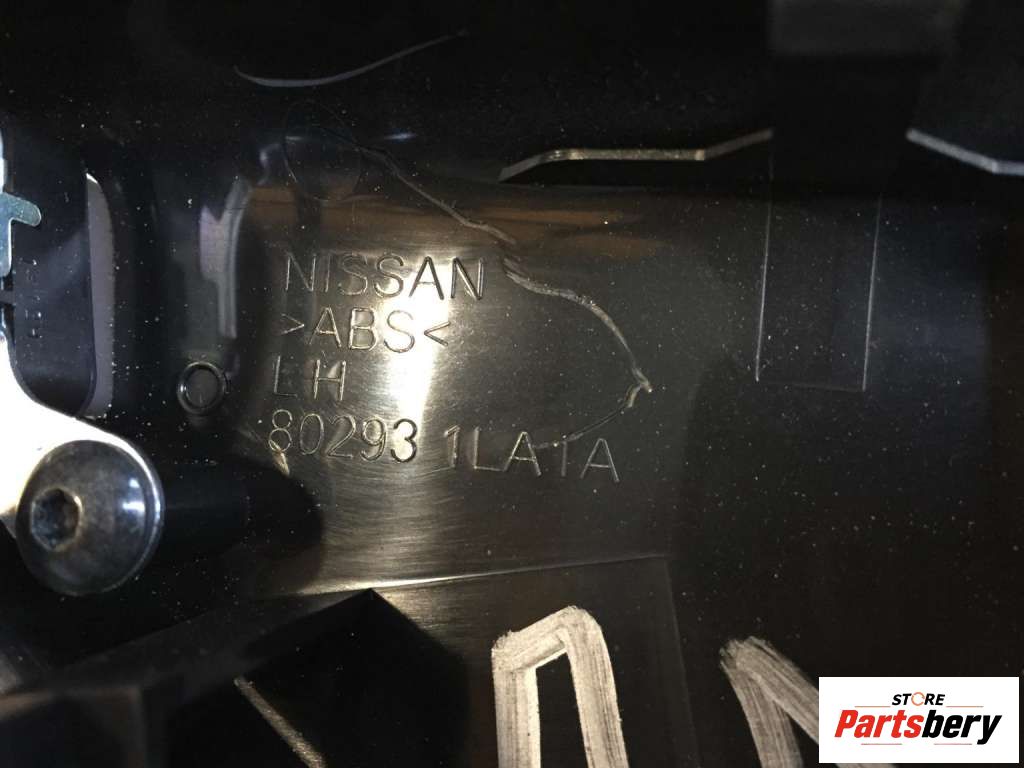 NISSAN
>ABS<
LH
80293 1LA1A
STORE
Partsbery